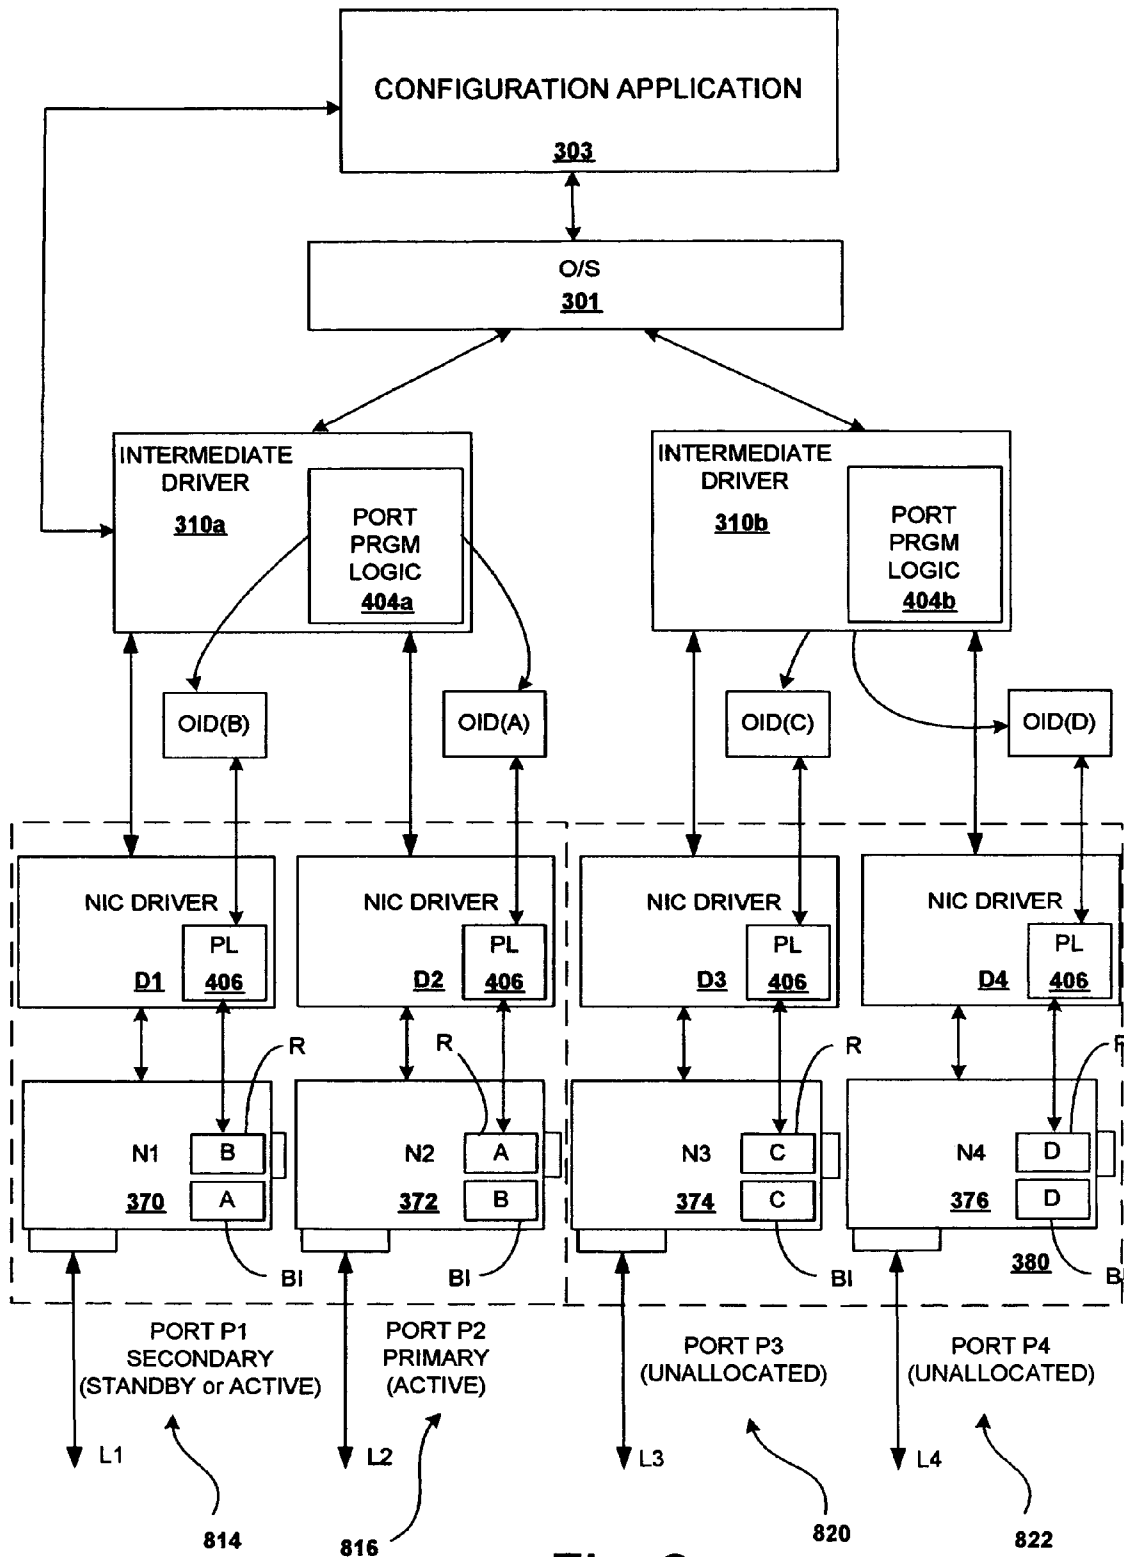 CONFIGURATION APPLICATION
303
O/S
301
INTERMEDIATE
DRIVER
310a
PORT
PRGM
LOGIC
404a
INTERMEDIATE
DRIVER
310b
PORT
PRGM
LOGIC
404b
OID(B)
OID(A)
OID(C)
OID(D)
NIC DRIVER
D1
PL
406
NIC DRIVER
D2
PL
406
NIC DRIVER
D3
PL
406
NIC DRIVER
D4
PL
406
R
R
R
N1
370
B
A
N2
372
A
B
N3
374
C
C
N4
376
D
D
BI
BI
BI
380
PORT P1
SECONDARY
(STANDBY or ACTIVE)
PORT P2
PRIMARY
(ACTIVE)
PORT P3
(UNALLOCATED)
PORT P4
(UNALLOCATED)
L1
L2
L3
L4
814
816
820
822